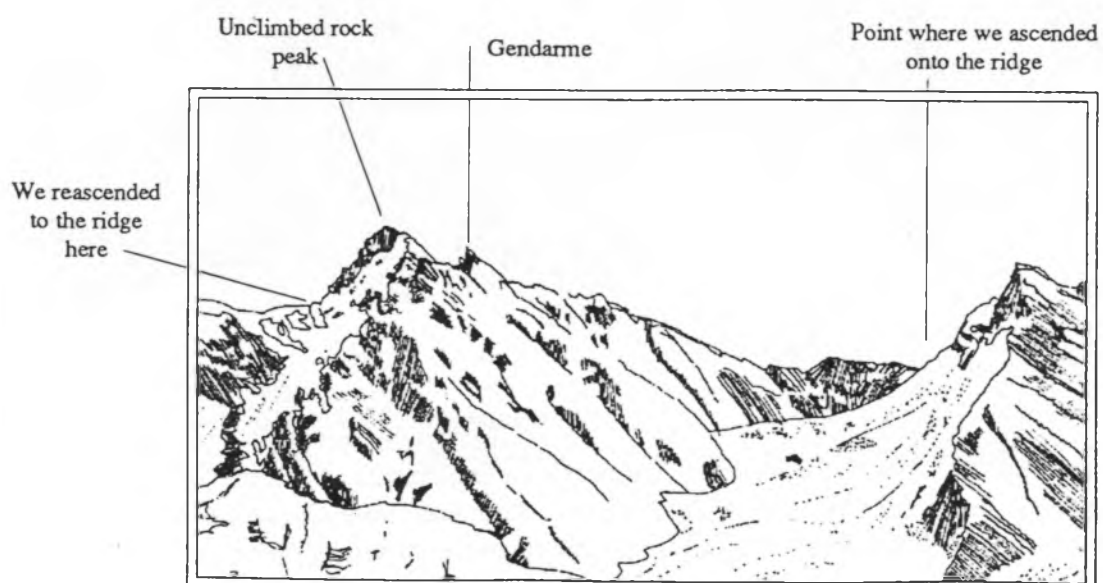 Unclimbed rock
peak
Gendarme
Point where we ascended
onto the ridge
We reascended
to the ridge
here